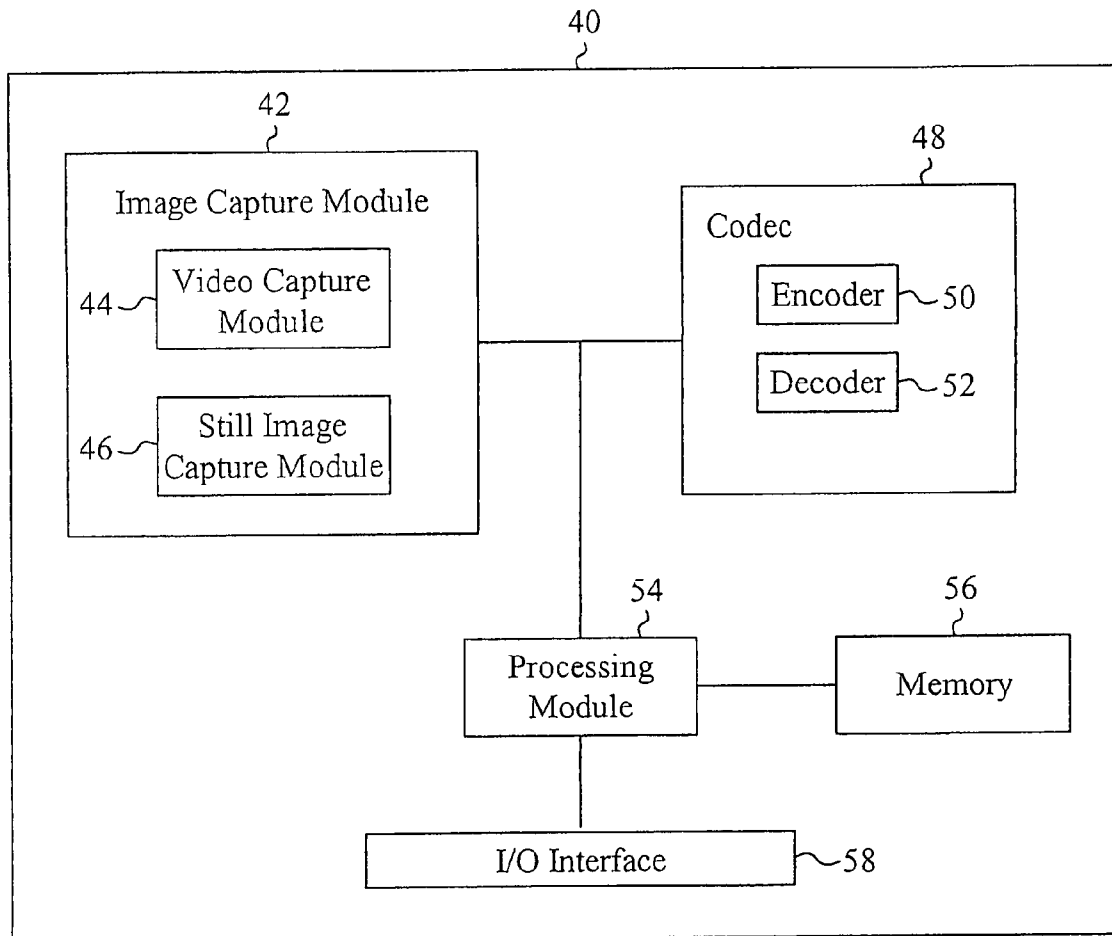 40
42
Image Capture Module
44
Video Capture
Module
46
Still Image
Capture Module
48
Codec
Encoder
50
Decoder
52
54
Processing
Module
56
Memory
I/O Interface
58